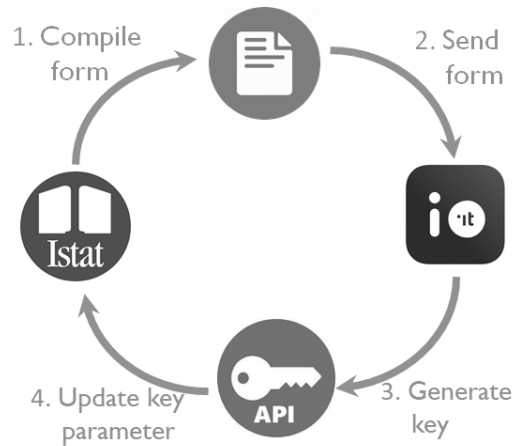 1. Compile
form
2. Send
form
Istat
io .it
3. Generate
key
API
4. Update key
parameter